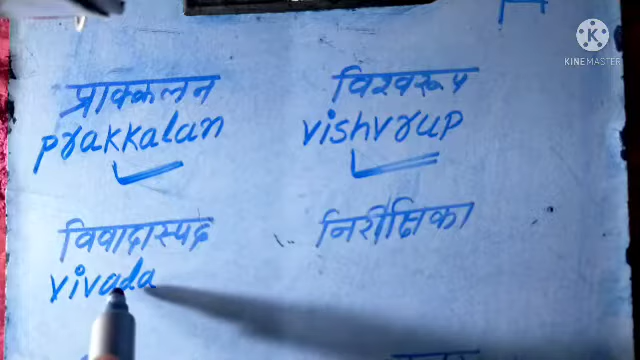 प्राक्कलन
prakkalan
विश्वरूप
vishvrup
विवादास्पद
vivada
निरीक्षिका
K
KINEMASTER